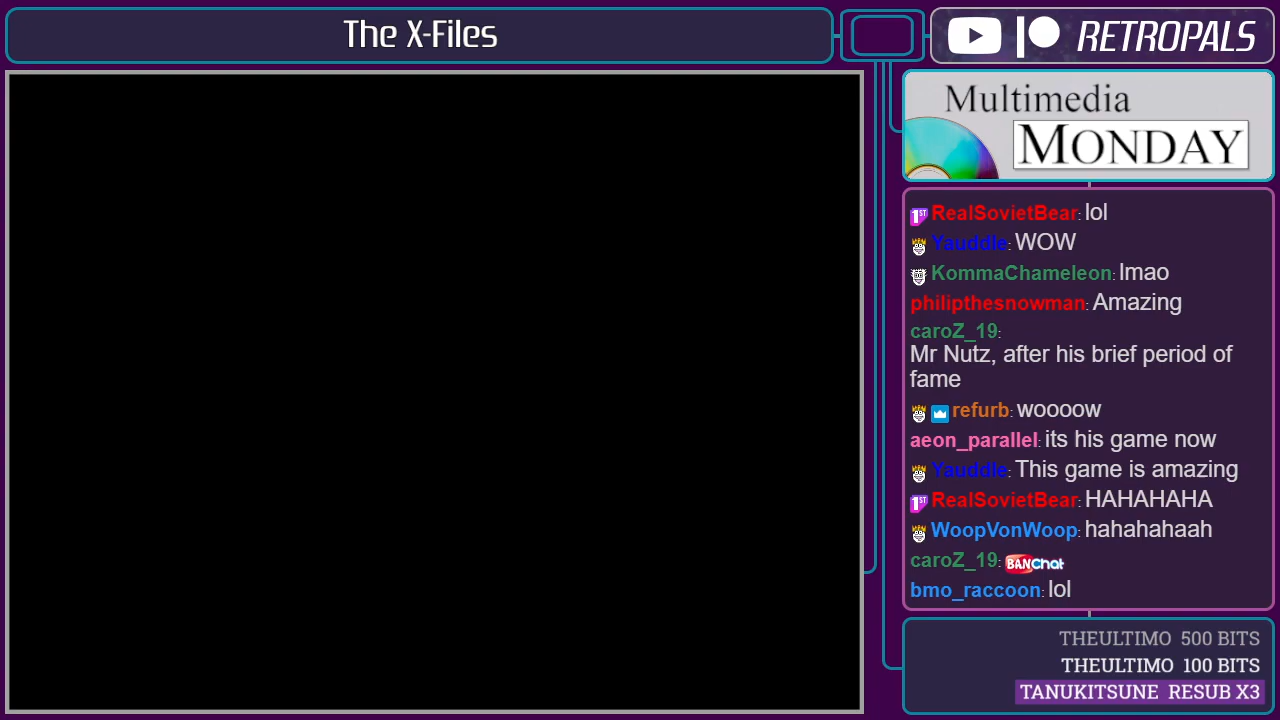 The X-Files
RETROPALS
Multimedia
MONDAY
1ST RealSovietBear: lol
Yauddle: WOW
KommaChameleon: lmao
philipthesnowman: Amazing
caroZ_19:
Mr Nutz, after his brief period of
fame
refurb: woooow
aeon_parallel: its his game now
Yauddle: This game is amazing
1ST RealSovietBear: HAHAHAHA
WoopVonWoop: hahahahaah
caroZ_19: BANChat
bmo_raccoon: lol
THEULTIMO 500 BITS
THEULTIMO 100 BITS
TANUKITSUNE RESUB X3